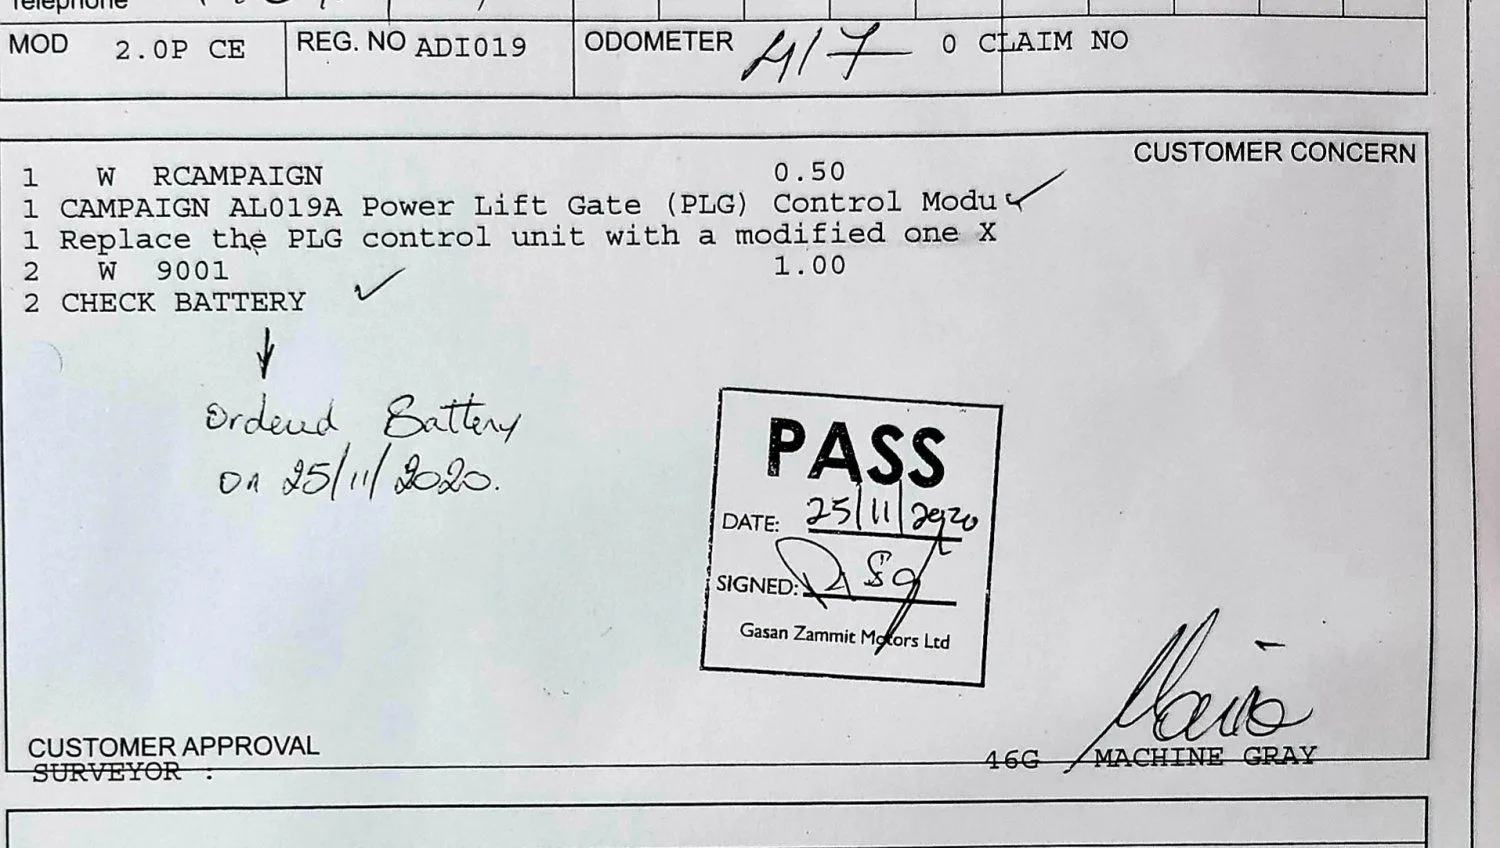 Telephone
MOD 2.0P CE REG. NO ADI019 ODOMETER 417 0 CLAIM NO
CUSTOMER CONCERN
1 W RCAMPAIGN 0.50
1 CAMPAIGN AL019A Power Lift Gate (PLG) Control Modu
1 Replace the PLG control unit with a modified one X
2 W 9001 1.00
2 CHECK BATTERY
Ordered Battery
on 25/11/2020.
PASS
DATE: 25/11/2020
SIGNED:
Gasan Zammit Motors Ltd
CUSTOMER APPROVAL
SURVEYOR :
46G MACHINE GRAY